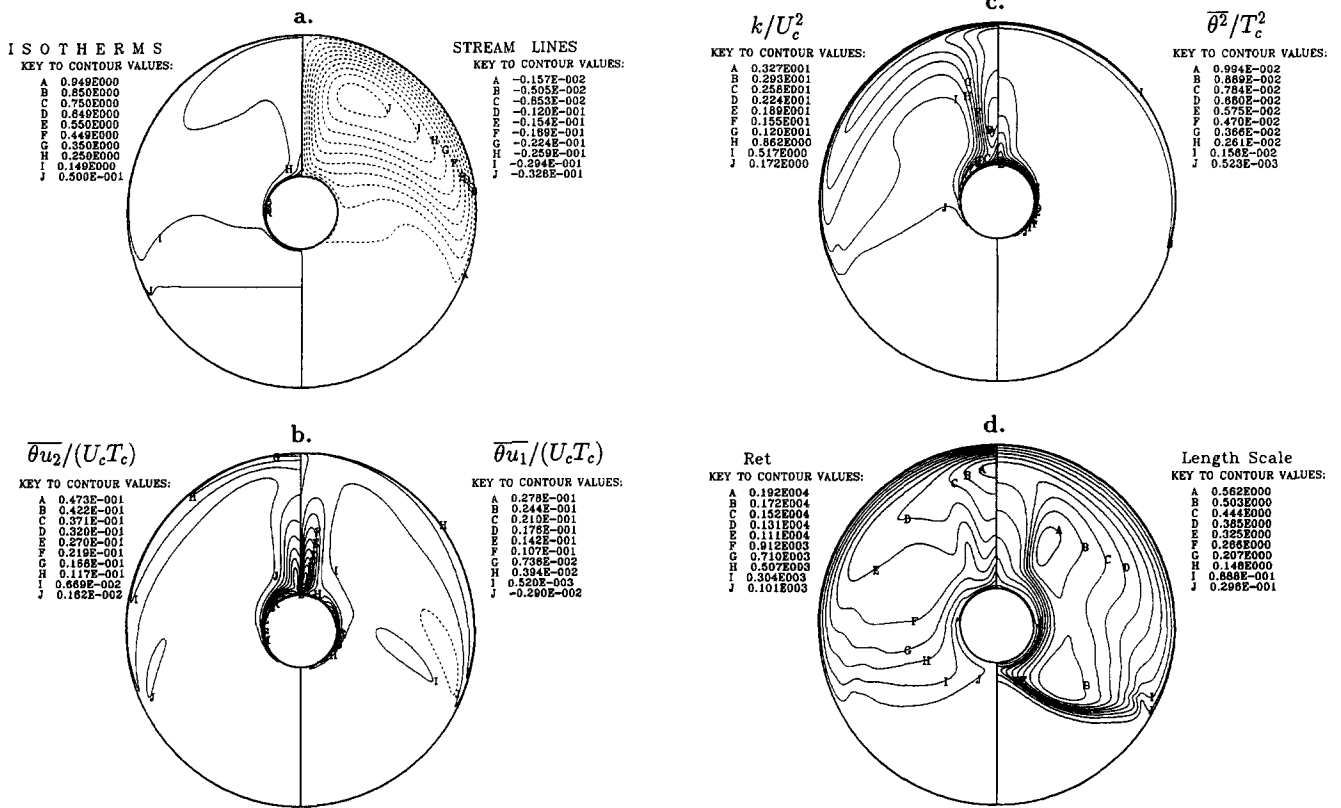 a.
I S O T H E R M S
KEY TO CONTOUR VALUES:
A 0.949E000
B 0.850E000
C 0.750E000
D 0.649E000
E 0.550E000
F 0.449E000
G 0.350E000
H 0.250E000
I 0.149E000
J 0.500E-001
STREAM LINES
KEY TO CONTOUR VALUES:
A -0.157E-002
B -0.505E-002
C -0.853E-002
D -0.120E-001
E -0.154E-001
F -0.189E-001
G -0.224E-001
H -0.259E-001
I -0.294E-001
J -0.328E-001
H
I
J
J
J
H
G
F
A
c.
k/U_c^2
KEY TO CONTOUR VALUES:
A 0.327E001
B 0.293E001
C 0.258E001
D 0.224E001
E 0.189E001
F 0.155E001
G 0.120E001
H 0.862E000
I 0.517E000
J 0.172E000
\overline{θ^2}/T_c^2
KEY TO CONTOUR VALUES:
A 0.994E-002
B 0.889E-002
C 0.784E-002
D 0.680E-002
E 0.575E-002
F 0.470E-002
G 0.366E-002
H 0.261E-002
I 0.156E-002
J 0.523E-003
C
I
J
b.
\overline{θu_2}/(U_cT_c)
KEY TO CONTOUR VALUES:
A 0.473E-001
B 0.422E-001
C 0.371E-001
D 0.320E-001
E 0.270E-001
F 0.219E-001
G 0.168E-001
H 0.117E-001
I 0.669E-002
J 0.162E-002
\overline{θu_1}/(U_cT_c)
KEY TO CONTOUR VALUES:
A 0.278E-001
B 0.244E-001
C 0.210E-001
D 0.176E-001
E 0.142E-001
F 0.107E-001
G 0.736E-002
H 0.394E-002
I 0.520E-003
J -0.290E-002
H
H
J
I
H
J
I
J
d.
Ret
KEY TO CONTOUR VALUES:
A 0.192E004
B 0.172E004
C 0.152E004
D 0.131E004
E 0.111E004
F 0.912E003
G 0.710E003
H 0.507E003
I 0.304E003
J 0.101E003
Length Scale
KEY TO CONTOUR VALUES:
A 0.562E000
B 0.503E000
C 0.444E000
D 0.385E000
E 0.325E000
F 0.266E000
G 0.207E000
H 0.148E000
I 0.888E-001
J 0.296E-001
B
C
D
E
F
G
H
I
J
A
B
C
D
B
I
J